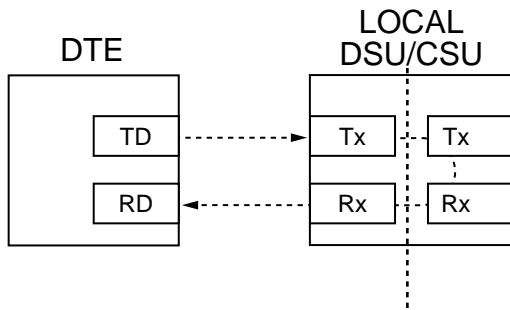 LOCAL
DTE
DSU/CSU
TD
Tx
Tx
RD
Rx
Rx